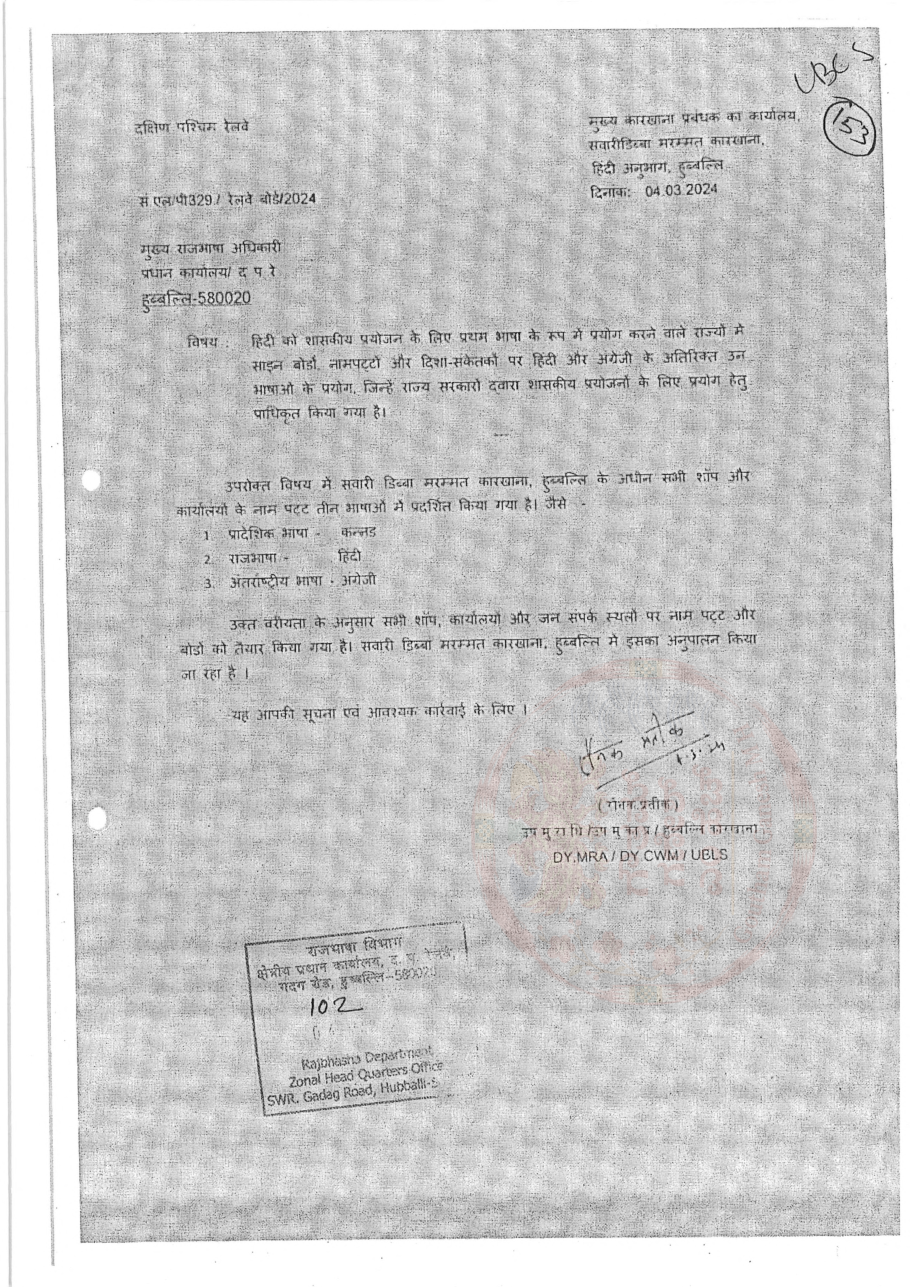 UBLS
153
दक्षिण पश्चिम रेलवे
मुख्य कारखाना प्रबंधक का कार्यालय,
सवारीडिब्बा मरम्मत कारखाना,
हिंदी अनुभाग, हुब्बल्लि
दिनांक: 04.03.2024
सं एल/पी329 / रेलवे बोर्ड/2024
मुख्य राजभाषा अधिकारी
प्रधान कार्यालय/ द प रे
हुब्बल्लि-580020
विषय : हिंदी को शासकीय प्रयोजन के लिए प्रथम भाषा के रूप में प्रयोग करने वाले राज्यों में
साइन बोर्डों, नामपट्टों और दिशा-संकेतकों पर हिंदी और अंग्रेजी के अतिरिक्त उन
भाषाओं के प्रयोग, जिन्हें राज्य सरकारों द्वारा शासकीय प्रयोजनों के लिए प्रयोग हेतु
प्राधिकृत किया गया है।
---
उपरोक्त विषय में सवारी डिब्बा मरम्मत कारखाना, हुब्बल्लि के अधीन सभी शॉप और
कार्यालयों के नाम पट्ट तीन भाषाओं में प्रदर्शित किया गया है। जैसे -
1. प्रादेशिक भाषा - कन्नड
2. राजभाषा - हिंदी
3. अंतर्राष्ट्रीय भाषा - अंग्रेजी
उक्त वरीयता के अनुसार सभी शॉप, कार्यालयों और जन संपर्क स्थलों पर नाम पट्ट और
बोर्डों को तैयार किया गया है। सवारी डिब्बा मरम्मत कारखाना, हुब्बल्लि में इसका अनुपालन किया
जा रहा है ।
यह आपकी सूचना एवं आवश्यक कार्रवाई के लिए ।
रौनक प्रतीक
( रौनक प्रतीक )
उप मु रा धि /उप मु का प्र / हुब्बल्लि कारखाना
DY.MRA / DY.CWM / UBLS
राजभाषा विभाग
क्षेत्रीय प्रधान कार्यालय, द. प. रेलवे,
गदग रोड, हुब्बल्लि-580020
102
Rajbhasha Department
Zonal Head Quarters Office
SWR, Gadag Road, Hubballi-